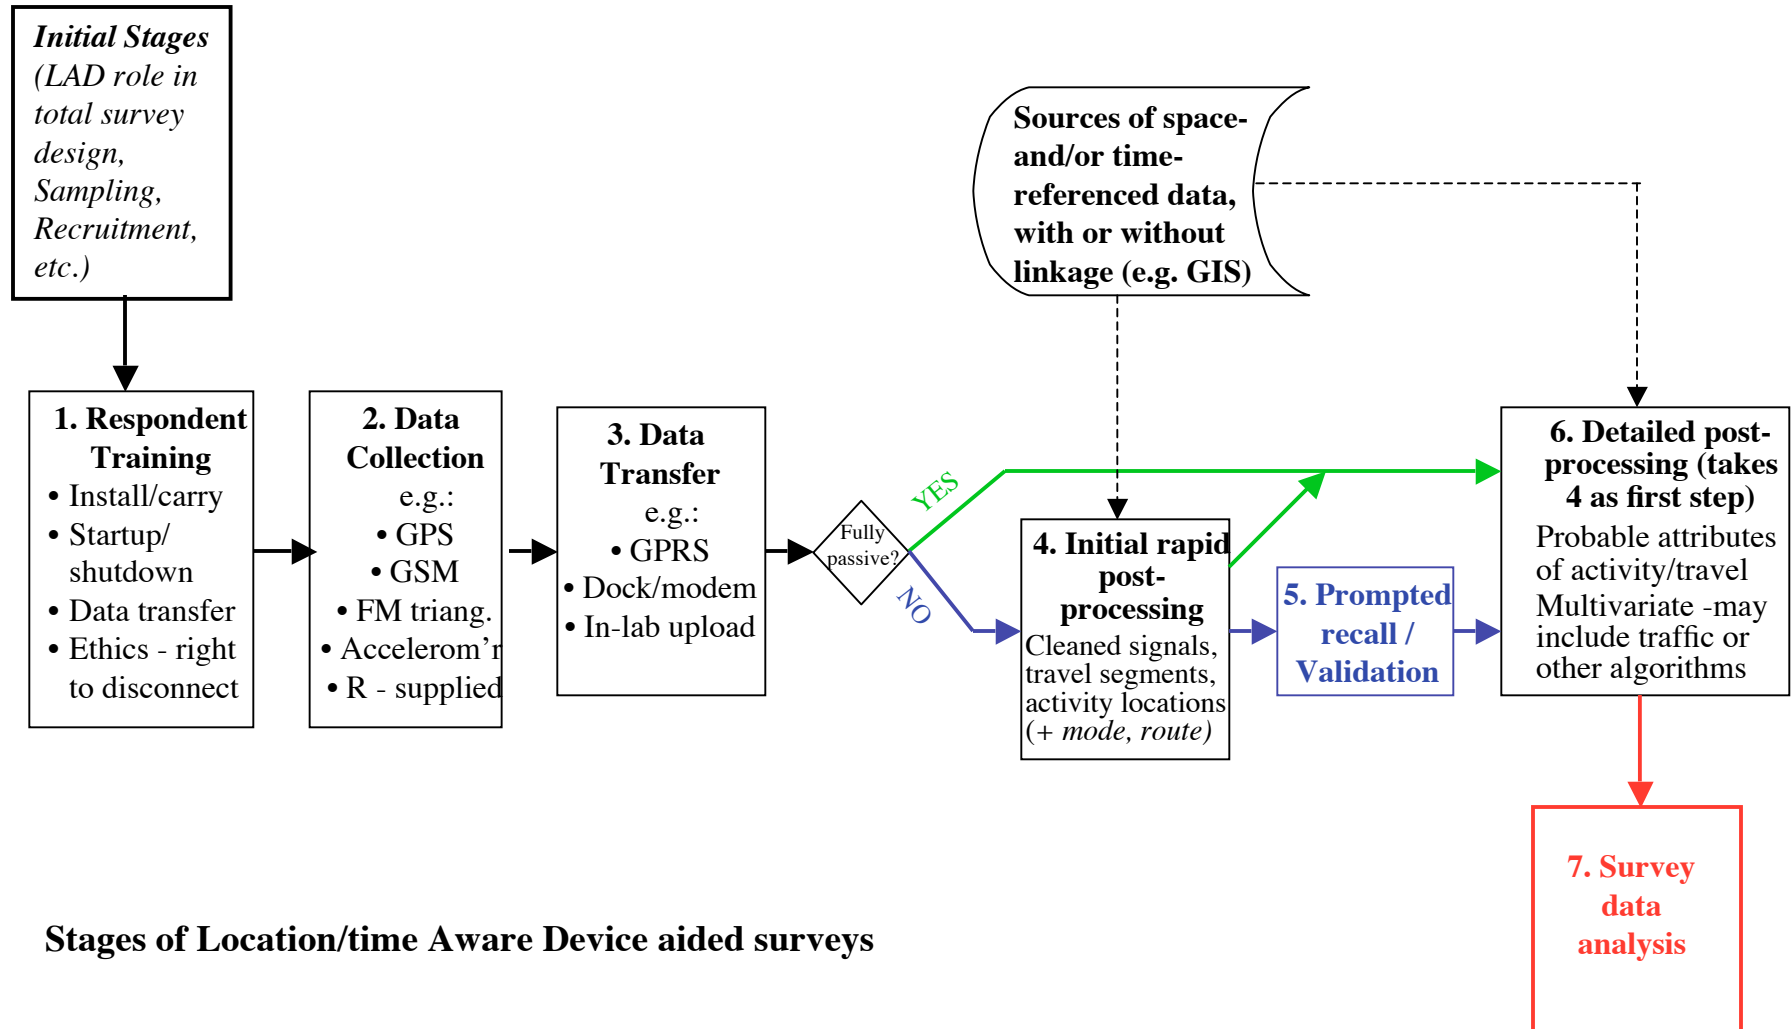 Initial Stages
(LAD role in
total survey
design,
Sampling,
Recruitment,
etc.)
Sources of space-
and/or time-
referenced data,
with or without
linkage (e.g. GIS)
1. Respondent
Training
• Install/carry
• Startup/
shutdown
• Data transfer
• Ethics - right
to disconnect
2. Data
Collection
e.g.:
• GPS
• GSM
• FM triang.
• Accelerom'r
• R - supplied
3. Data
Transfer
e.g.:
• GPRS
• Dock/modem
• In-lab upload
Fully
passive?
YES
NO
4. Initial rapid
post-
processing
Cleaned signals,
travel segments,
activity locations
(+ mode, route)
5. Prompted
recall /
Validation
6. Detailed post-
processing (takes
4 as first step)
Probable attributes
of activity/travel
Multivariate -may
include traffic or
other algorithms
7. Survey
data
analysis
Stages of Location/time Aware Device aided surveys